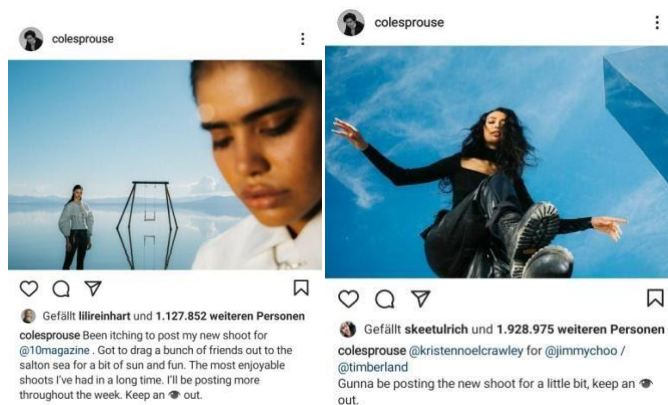 colesprouse
Gefällt lilireinhart und 1.127.852 weiteren Personen
colesprouse Been itching to post my new shoot for
@10magazine . Got to drag a bunch of friends out to the
salton sea for a bit of sun and fun. The most enjoyable
shoots I've had in a long time. I'll be posting more
throughout the week. Keep an 👁 out.
colesprouse
Gefällt skeetulrich und 1.928.975 weiteren Personen
colesprouse @kristennoelcrawley for @jimmychoo /
@timberland
Gunna be posting the new shoot for a little bit, keep an 👁
out.